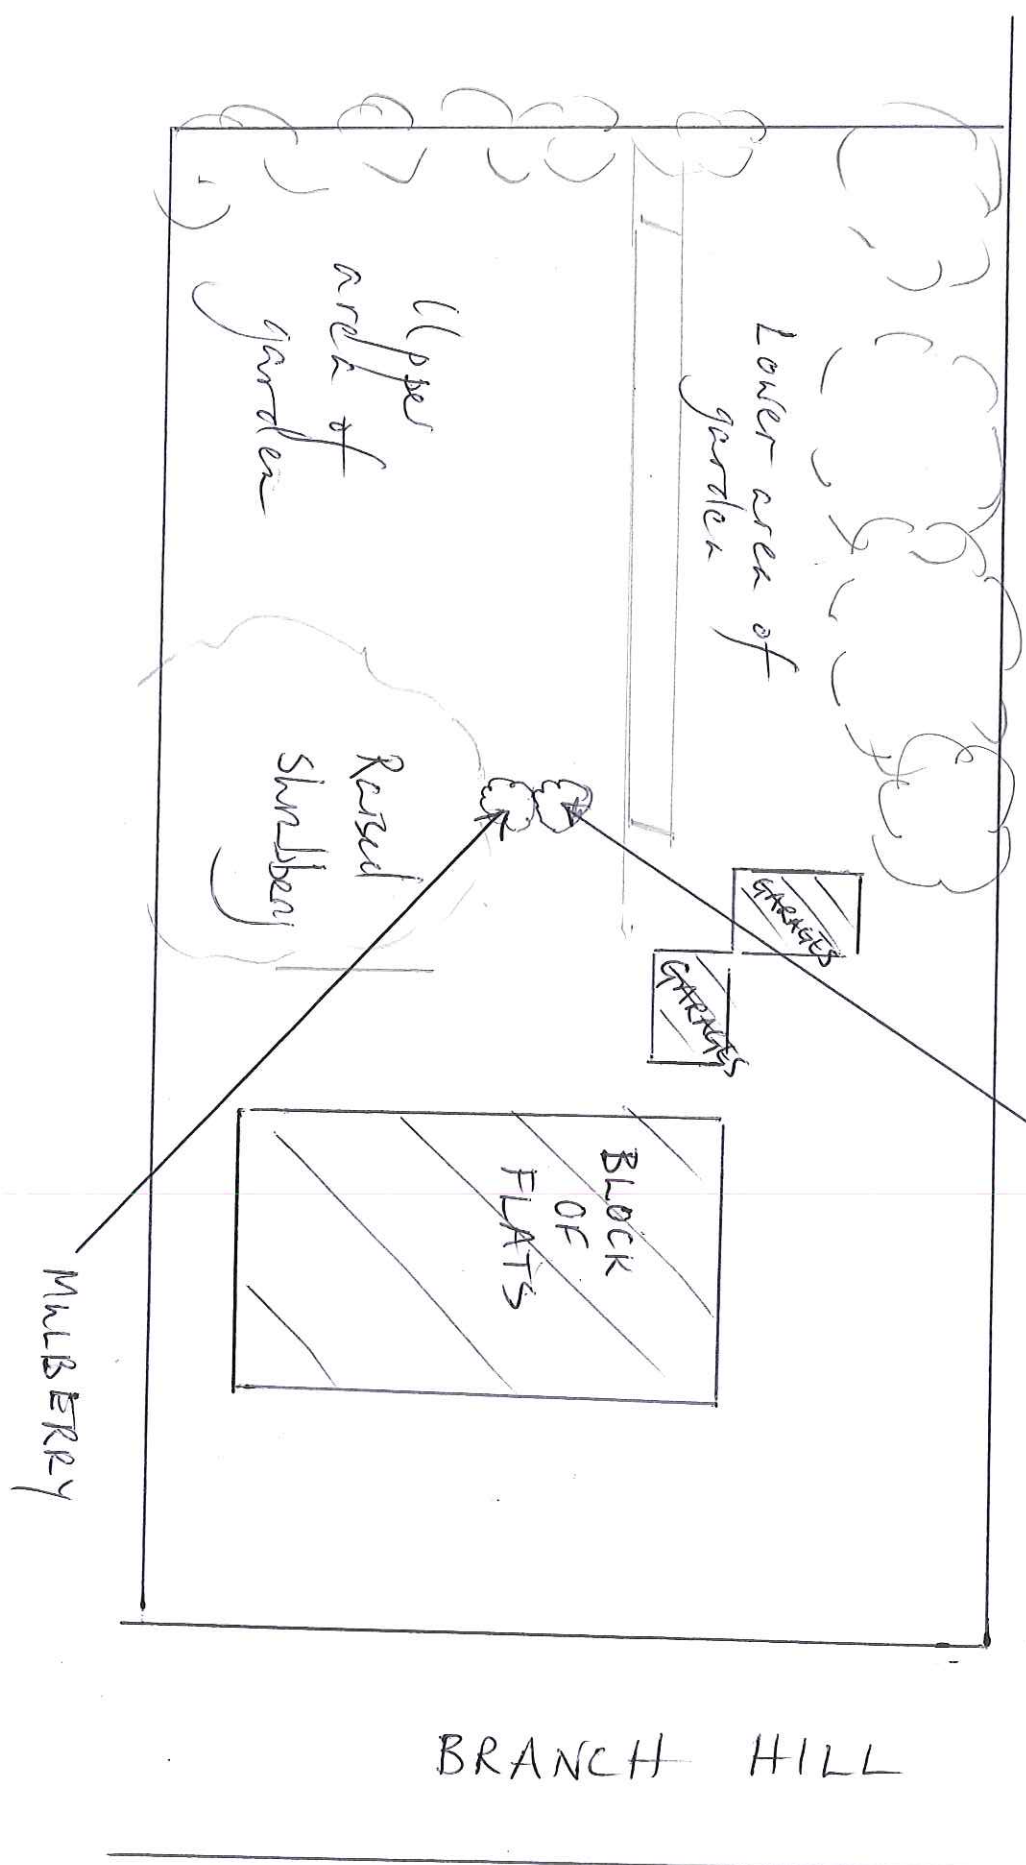 Upper
area of
garden
Lower area of
garden
Raised
Shrubbery
GARAGES
GARAGES
BLOCK
OF
FLATS
MULBERRY
BRANCH HILL